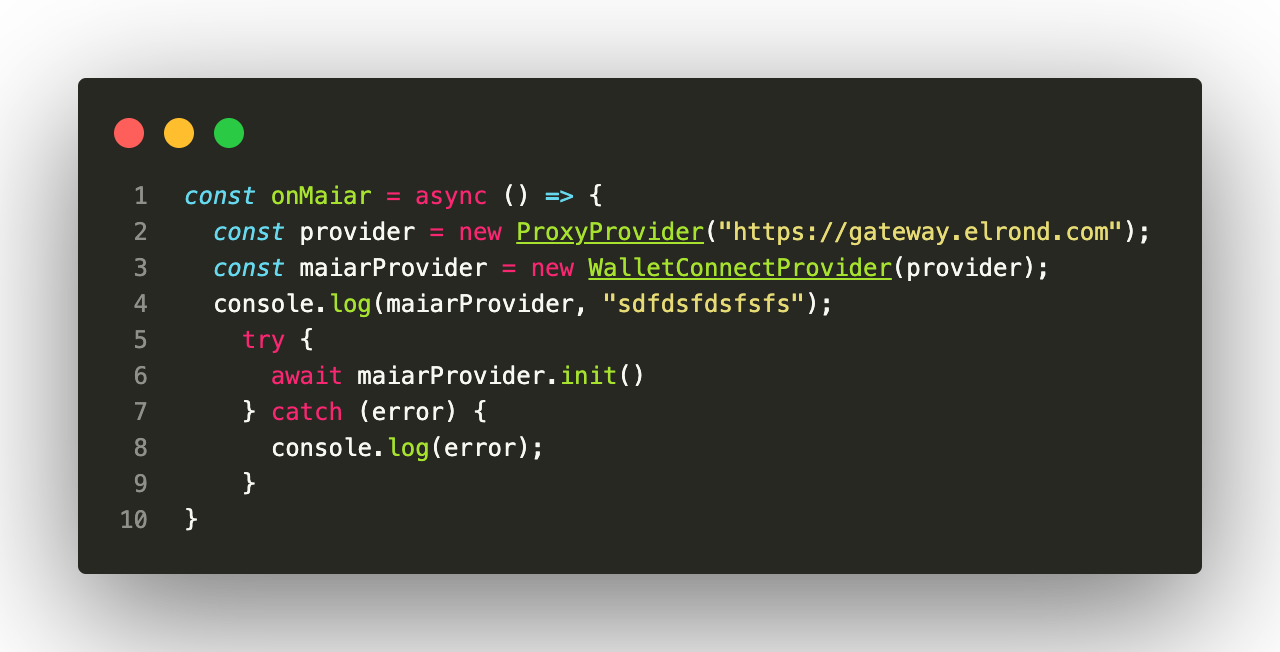 1 const onMaiar = async () => {
2   const provider = new ProxyProvider("https://gateway.elrond.com");
3   const maiarProvider = new WalletConnectProvider(provider);
4   console.log(maiarProvider, "sdfdsfdsfsfs");
5     try {
6       await maiarProvider.init()
7     } catch (error) {
8       console.log(error);
9     }
10 }